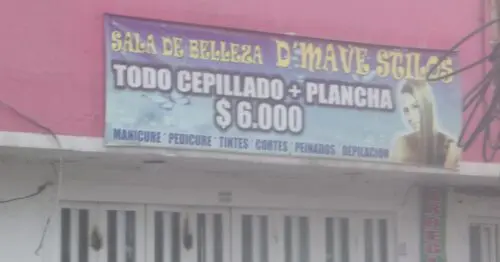 SALA DE BELLEZA D'MAVE STILOS
TODO CEPILLADO + PLANCHA
$ 6.000
MANICURE * PEDICURE * TINTES * CORTES * PEINADOS * DEPILACION